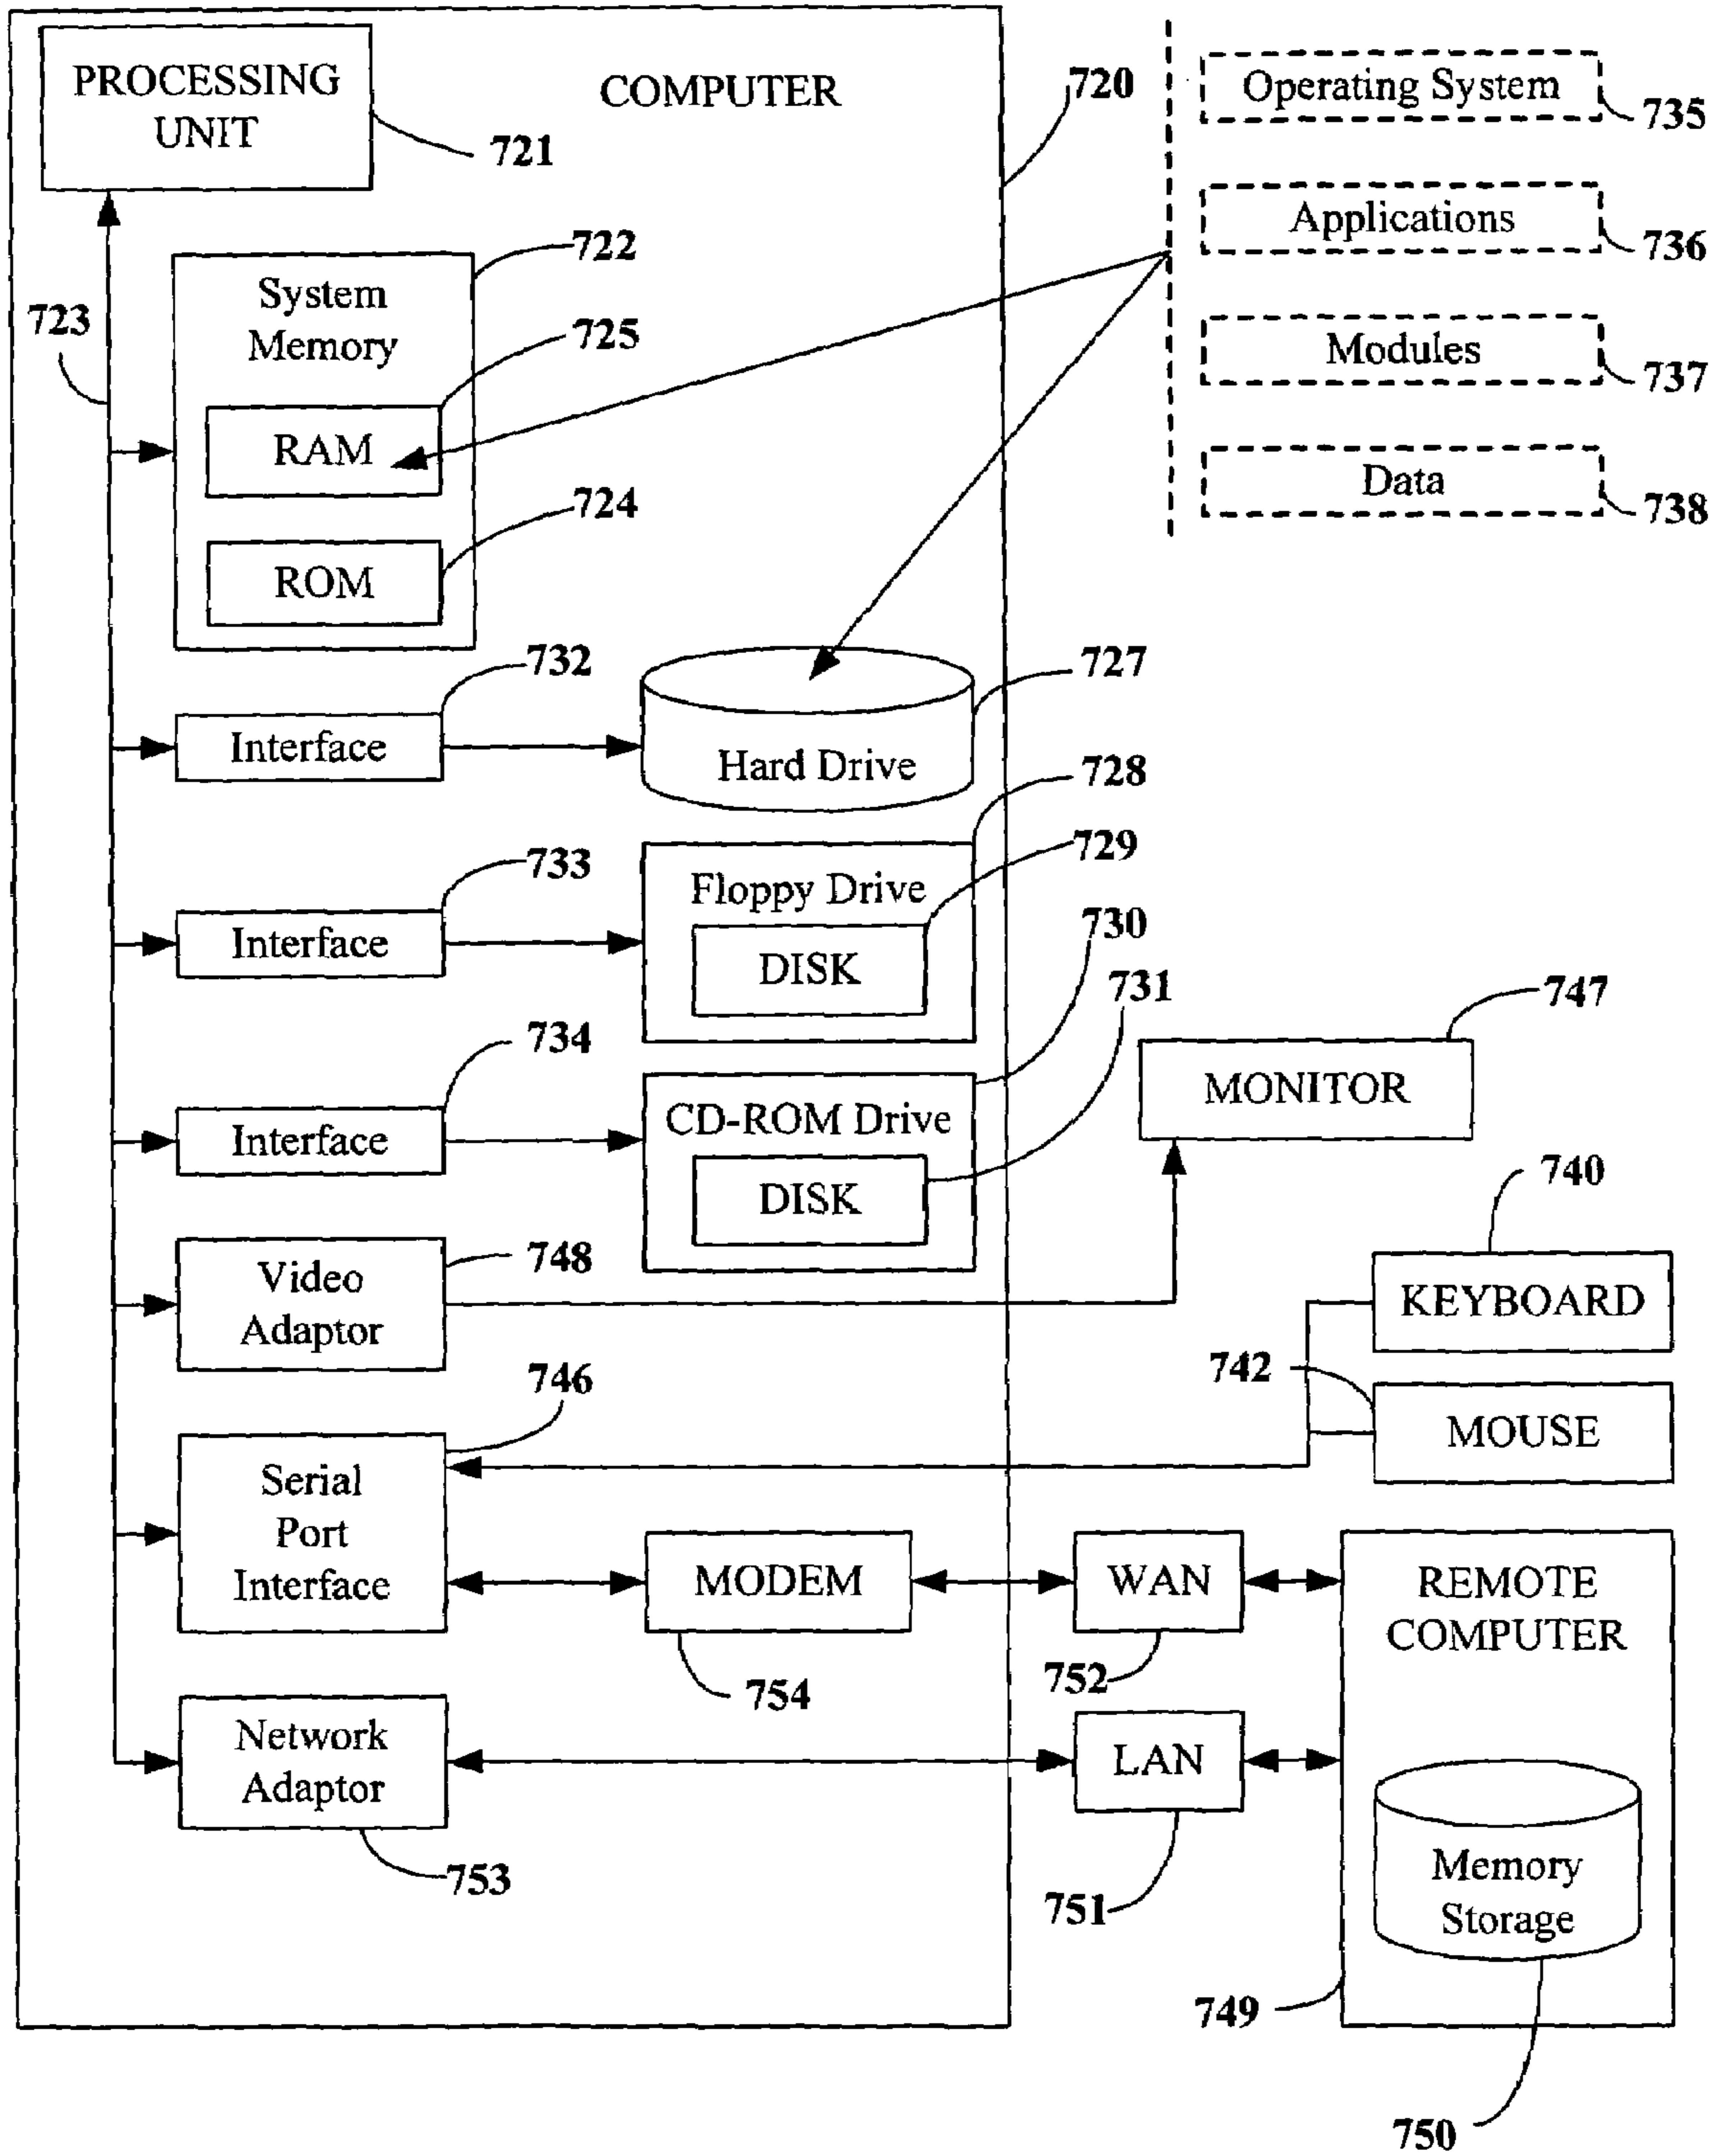 PROCESSING
UNIT
COMPUTER
720
721
Operating System
735
Applications
736
Modules
737
Data
738
722
System
Memory
723
725
RAM
724
ROM
732
Interface
727
Hard Drive
728
733
Interface
729
Floppy Drive
DISK
730
731
734
Interface
CD-ROM Drive
DISK
747
MONITOR
740
KEYBOARD
748
Video
Adaptor
742
MOUSE
746
Serial
Port
Interface
MODEM
754
WAN
752
REMOTE
COMPUTER
Network
Adaptor
753
LAN
751
Memory
Storage
749
750